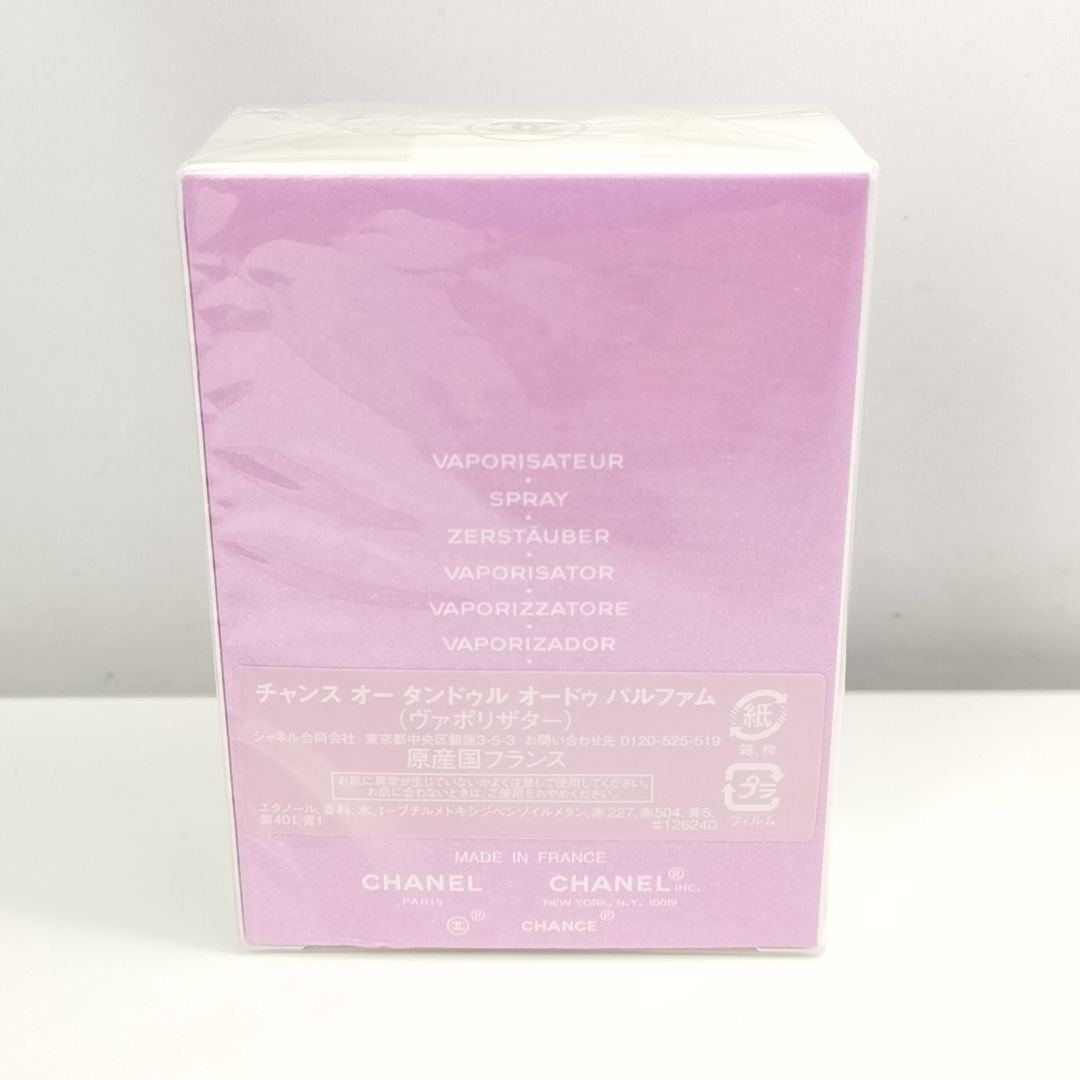 VAPORISATEUR
SPRAY
ZERSTÄUBER
VAPORISATOR
VAPORIZZATORE
VAPORIZADOR
チャンス オー タンドゥル オードゥ パルファム
（ヴァポリザター）
シャネル合同会社 東京都中央区銀座3-5-3 お問い合わせ先 0120-525-519
原産国フランス
お肌に異常が生じていないかよく注意して使用してください。
お肌に合わないときは、ご使用をおやめください。
エタノール、香料、水、t-ブチルメトキシジベンゾイルメタン、赤227、赤504、黄5、
紫401、青1
#126240
紙
箱、枠
プラ
フィルム
MADE IN FRANCE
CHANEL CHANEL® INC.
PARIS NEW YORK, N.Y. 10019
® CHANCE®